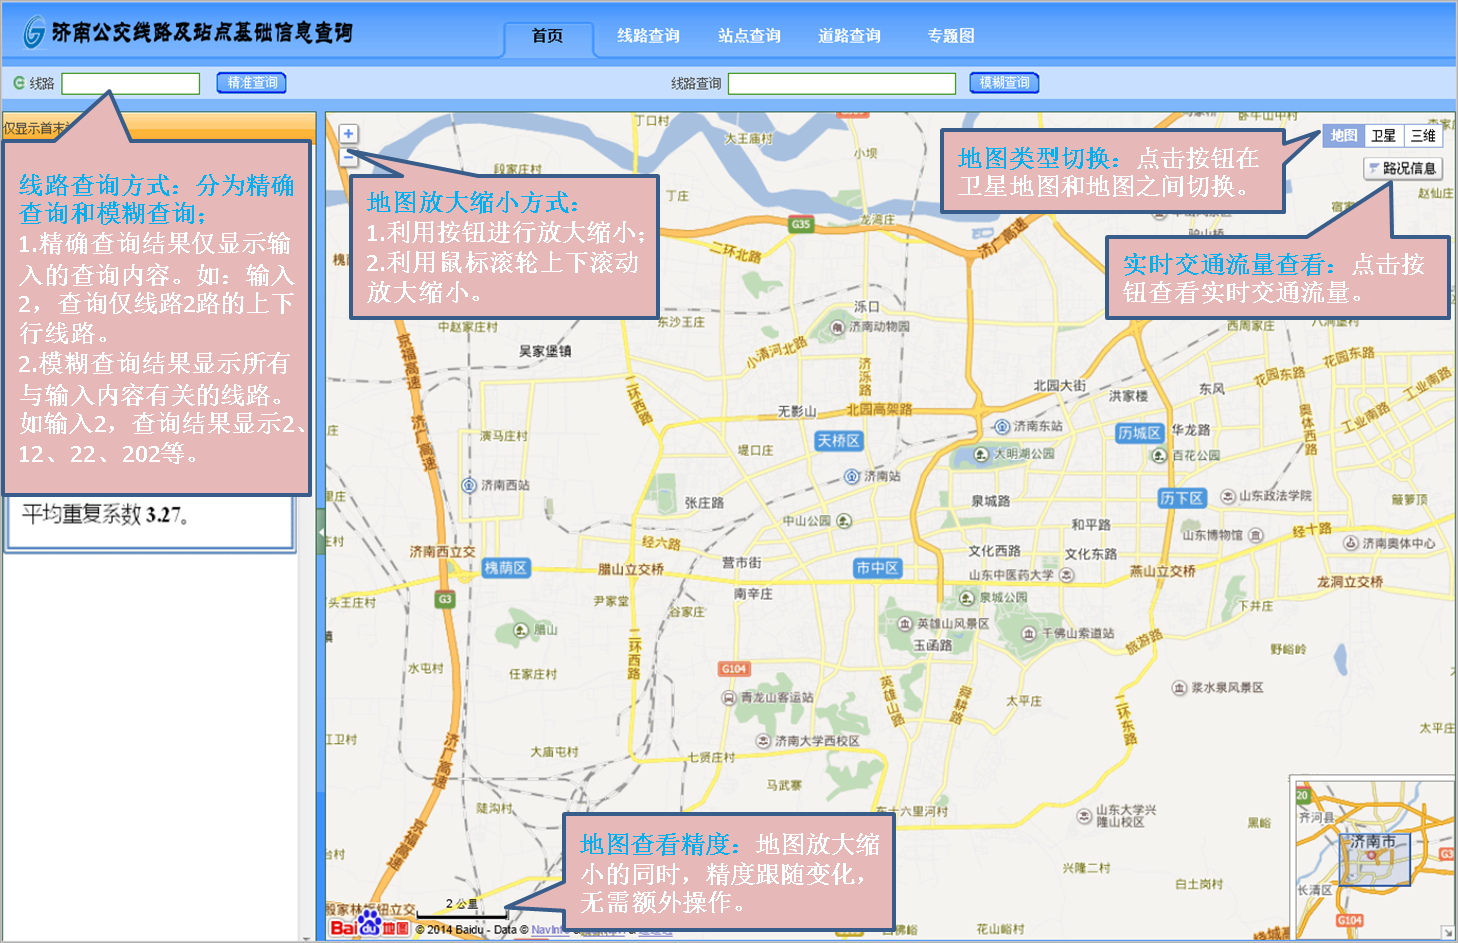 济南公交线路及站点基础信息查询
首页 线路查询 站点查询 道路查询 专题图
线路 精准查询 线路查询 模糊查询
仅显示首末
线路查询方式：分为精确
查询和模糊查询；
1.精确查询结果仅显示输
入的查询内容。如：输入
2，查询仅线路2路的上下
行线路。
2.模糊查询结果显示所有
与输入内容有关的线路。
如输入2，查询结果显示2、
12、22、202等。
平均重复系数 3.27。
地图放大缩小方式：
1.利用按钮进行放大缩小；
2.利用鼠标滚轮上下滚动
放大缩小。
地图类型切换：点击按钮在
卫星地图和地图之间切换。
地图 卫星 三维
路况信息
实时交通流量查看：点击按
钮查看实时交通流量。
丁口村
大王庙村
小坝
段家庄村
丁庄
龙湾庄
G35
二环北路
济广高速
赵仙庄
泺口
济南动物园
东沙王庄
中赵家庄村
吴家堡镇
小清河北路
济泺路
京福高速
济广高速
二环西路
西周家庄
花园东路
花园东路
工业南路
工业南路
北园大街
洪家楼
东风
无影山
北园高架路
奥体西路
天桥区
济南东站
历城区
华龙路
演马庄村
堤口庄
大明湖公园
百花公园
济南西站
济南站
张庄路
泉城路
历下区
山东政法学院
簸箩顶
中山公园
和平路
山东博物馆
经十路
济南奥体中心
济南西立交
经六路
营市街
文化西路
文化东路
槐荫区
腊山立交桥
市中区
山东中医药大学
燕山立交桥
龙洞立交桥
G3
尹家堂
南辛庄
泉城公园
下井庄
头王庄村
谷家庄
腊山
英雄山风景区
千佛山索道站
玉函路
旅游路
野峪岭
二环西路
水屯村
任家庄村
G104
青龙山客运站
英雄山路
舜耕路
太平庄
浆水泉风景区
二环东路
太平庄
济南大学西校区
江卫村
济广高速
大庙屯村
七贤庄村
马武寨
陡沟村
东十六里河村
山东大学兴
隆山校区
黑峪
京福高速
兴隆二村
白土岗村
花山峪村
地图查看精度：地图放大缩
小的同时，精度跟随变化，
无需额外操作。
2 公里
Bai du 地图 © 2014 Baidu - Data © NavInfo
20
齐河县
济南市
长清区
G104